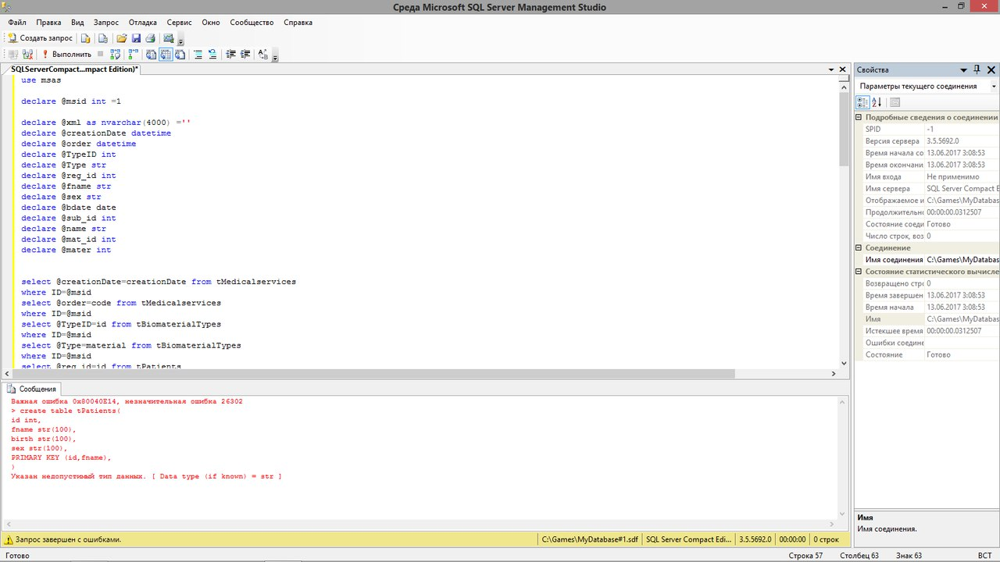 Среда Microsoft SQL Server Management Studio
Файл Правка Вид Запрос Отладка Сервис Окно Сообщество Справка
Создать запрос
Выполнить
SQLServerCompact...mpact Edition)*
use msas
declare @msid int =1
declare @xml as nvarchar(4000) =''
declare @creationDate datetime
declare @order datetime
declare @TypeID int
declare @Type str
declare @reg_id int
declare @fname str
declare @sex str
declare @bdate date
declare @sub_id int
declare @name str
declare @mat_id int
declare @mater int
select @creationDate=creationDate from tMedicalservices
where ID=@msid
select @order=code from tMedicalservices
where ID=@msid
select @TypeID=id from tBiomaterialTypes
where ID=@msid
select @Type=material from tBiomaterialTypes
where ID=@msid
select @reg_id=id from tPatients
Сообщения
Важная ошибка 0x80040E14, незначительная ошибка 26302
> create table tPatients(
id int,
fname str(100),
birth str(100),
sex str(100),
PRIMARY KEY (id,fname),
)
Указан недопустимый тип данных. [ Data type (if known) = str ]
Запрос завершен с ошибками.
C:\Games\MyDatabase#1.sdf
SQL Server Compact Edi...
3.5.5692.0
00:00:00
0 строк
Свойства
Параметры текущего соединения
Подробные сведения о соединении
SPID -1
Версия сервера 3.5.5692.0
Время начала со 13.06.2017 3:08:53
Время окончани 13.06.2017 3:08:53
Имя входа Не применимо
Имя сервера SQL Server Compact E
Отображаемое и C:\Games\MyDatabas
Продолжительн 00:00:00.0312507
Состояние соеди Готово
Число строк, воз 0
Соединение
Имя соединения C:\Games\MyDatabas
Состояние статистического вычисле
Возвращено стро 0
Время завершен 13.06.2017 3:08:53
Время начала 13.06.2017 3:08:53
Имя C:\Games\MyDatabas
Истекшее время 00:00:00.0312507
Ошибки соедине
Состояние Готово
Имя
Имя соединения.
Готово
Строка 57 Столбец 63 Знак 63 ВСТ